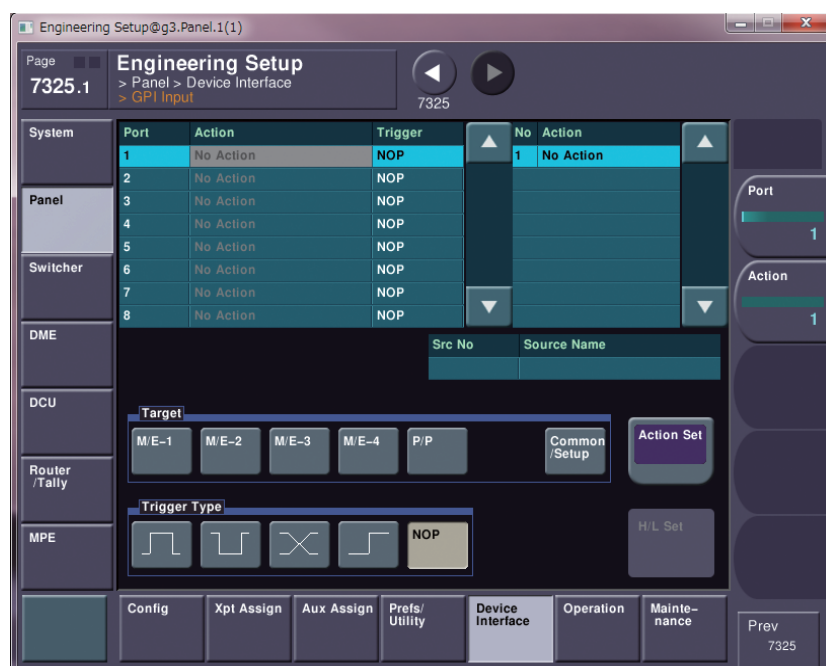 Engineering Setup@g3.Panel.1(1)
Page
7325.1
Engineering Setup
> Panel > Device Interface
> GPI Input
7325
System
Panel
Switcher
DME
DCU
Router
/Tally
MPE
Port Action Trigger
1 No Action NOP
2 No Action NOP
3 No Action NOP
4 No Action NOP
5 No Action NOP
6 No Action NOP
7 No Action NOP
8 No Action NOP
No Action
1 No Action
Src No Source Name
Target
M/E-1 M/E-2 M/E-3 M/E-4 P/P Common
/Setup
Action Set
Trigger Type
NOP
H/L Set
Port
1
Action
1
Config Xpt Assign Aux Assign Prefs/
Utility
Device
Interface
Operation Mainte-
nance
Prev
7325